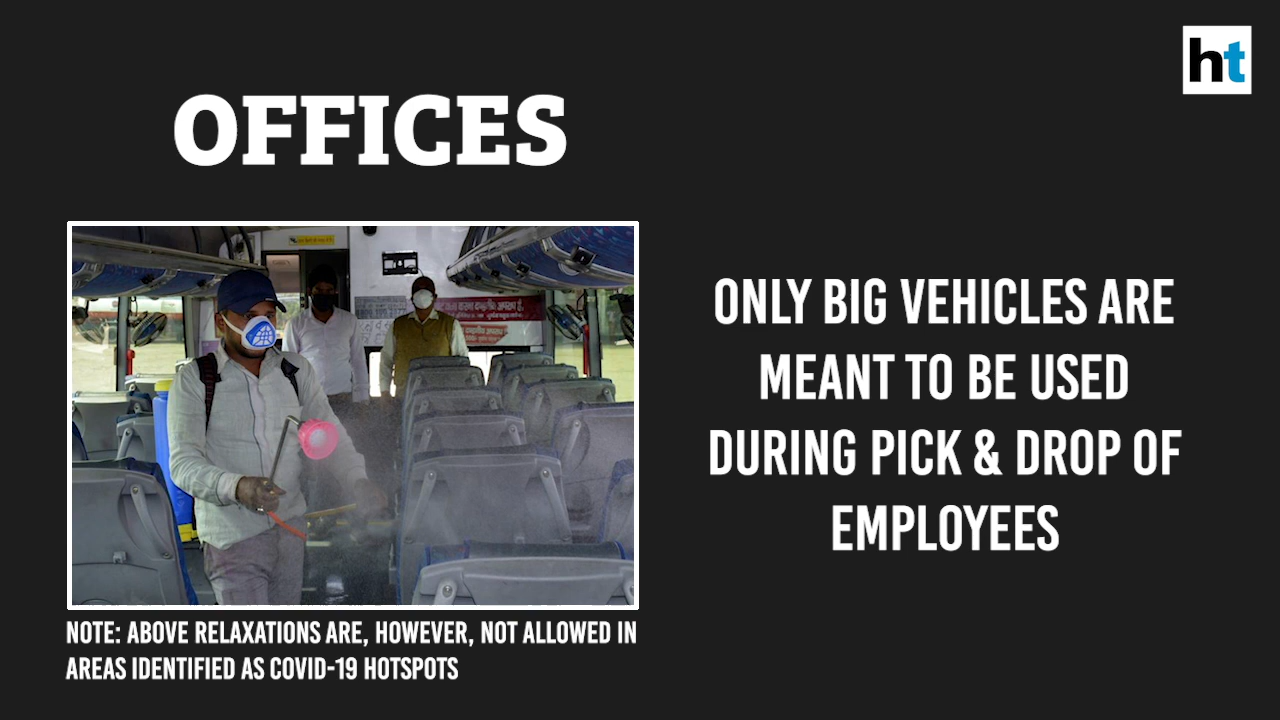 ht
OFFICES
ONLY BIG VEHICLES ARE
MEANT TO BE USED
DURING PICK & DROP OF
EMPLOYEES
NOTE: ABOVE RELAXATIONS ARE, HOWEVER, NOT ALLOWED IN
AREAS IDENTIFIED AS COVID-19 HOTSPOTS